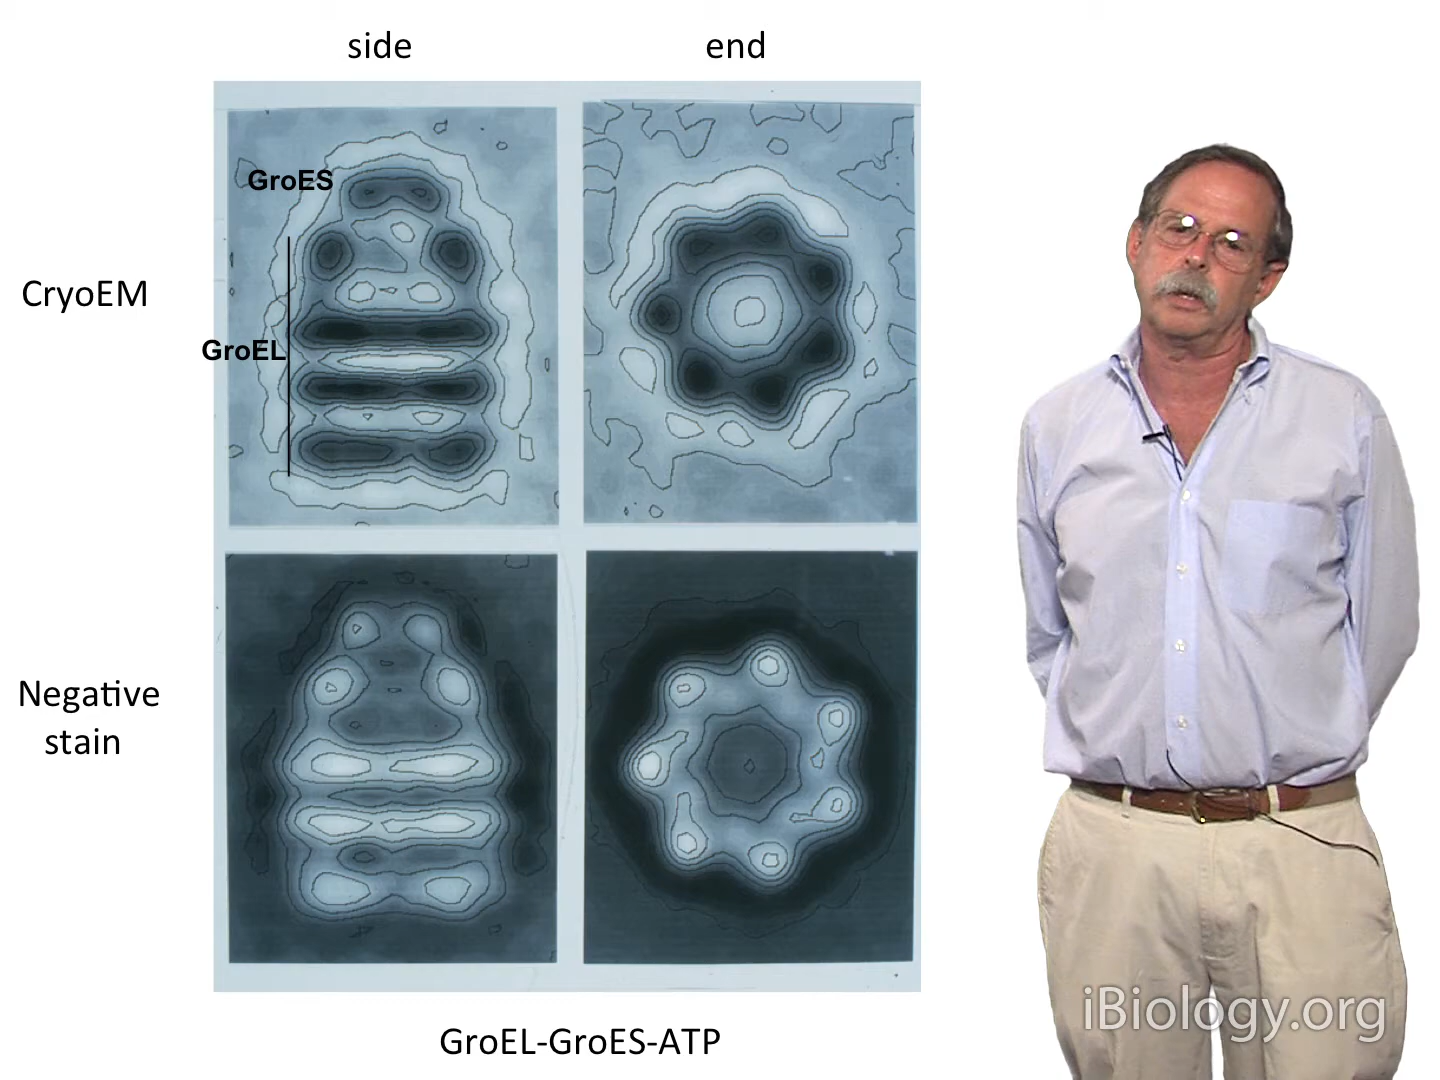 side
end
GroES
CryoEM
GroEL
Negative
stain
GroEL-GroES-ATP
iBiology.org